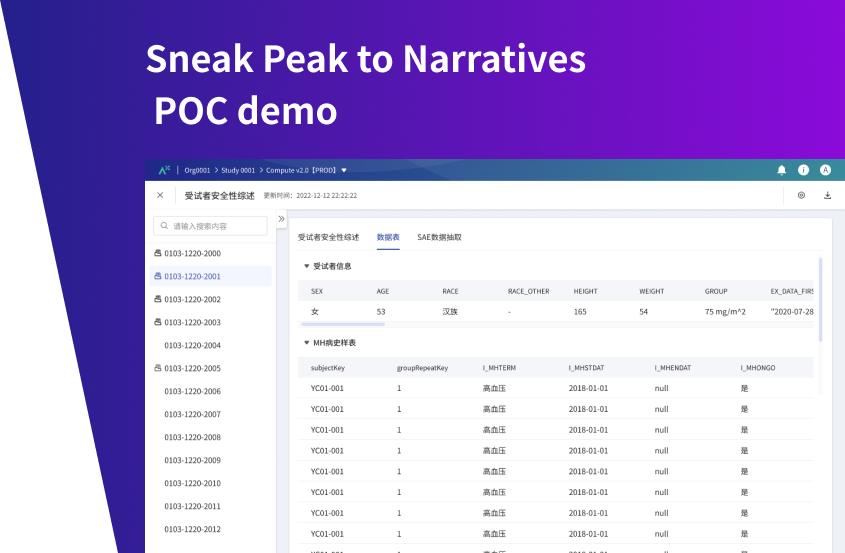 Sneak Peak to Narratives
POC demo
Org0001 > Study 0001 > Compute v2.0【PROD】
A
受试者安全性综述 更新时间：2022-12-12 22:22:22
请输入搜索内容
0103-1220-2000
0103-1220-2001
0103-1220-2002
0103-1220-2003
0103-1220-2004
0103-1220-2005
0103-1220-2006
0103-1220-2007
0103-1220-2008
0103-1220-2009
0103-1220-2010
0103-1220-2011
0103-1220-2012
受试者安全性综述 数据表 SAE数据抽取
受试者信息
SEX AGE RACE RACE_OTHER HEIGHT WEIGHT GROUP EX_DATA_FIRS
女 53 汉族 - 165 54 75 mg/m^2 "2020-07-28
MH病史样表
subjectKey groupRepeatKey I_MHTERM I_MHSTDAT I_MHENDAT I_MHONGO
YC01-001 1 高血压 2018-01-01 null 是
YC01-001 1 高血压 2018-01-01 null 是
YC01-001 1 高血压 2018-01-01 null 是
YC01-001 1 高血压 2018-01-01 null 是
YC01-001 1 高血压 2018-01-01 null 是
YC01-001 1 高血压 2018-01-01 null 是
YC01-001 1 高血压 2018-01-01 null 是
YC01-001 1 高血压 2018-01-01 null 是